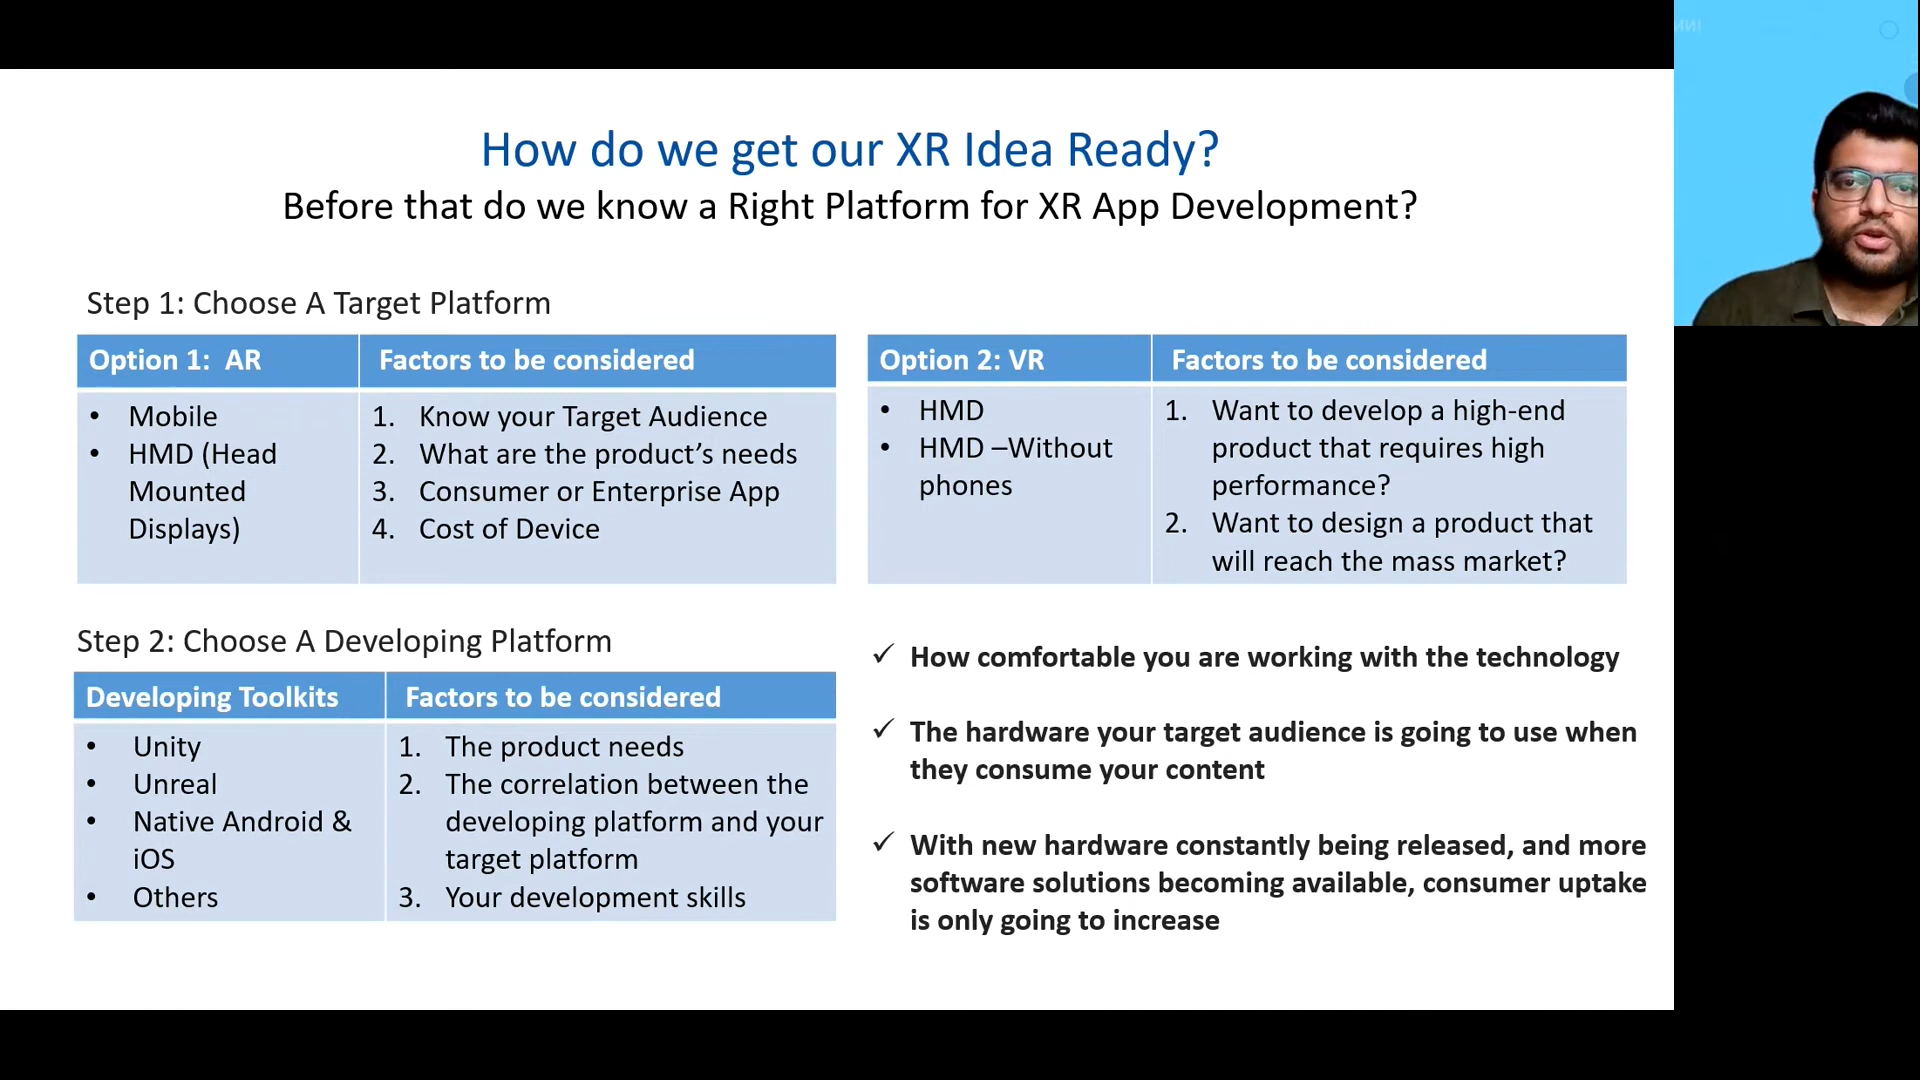 How do we get our XR Idea Ready?
Before that do we know a Right Platform for XR App Development?
Step 1: Choose A Target Platform
Option 1:  AR
Factors to be considered
• Mobile
• HMD (Head
Mounted
Displays)
1. Know your Target Audience
2. What are the product’s needs
3. Consumer or Enterprise App
4. Cost of Device
Option 2: VR
Factors to be considered
• HMD
• HMD –Without
phones
1. Want to develop a high-end
product that requires high
performance?
2. Want to design a product that
will reach the mass market?
Step 2: Choose A Developing Platform
Developing Toolkits
Factors to be considered
• Unity
• Unreal
• Native Android &
iOS
• Others
1. The product needs
2. The correlation between the
developing platform and your
target platform
3. Your development skills
✓ How comfortable you are working with the technology
✓ The hardware your target audience is going to use when
they consume your content
✓ With new hardware constantly being released, and more
software solutions becoming available, consumer uptake
is only going to increase